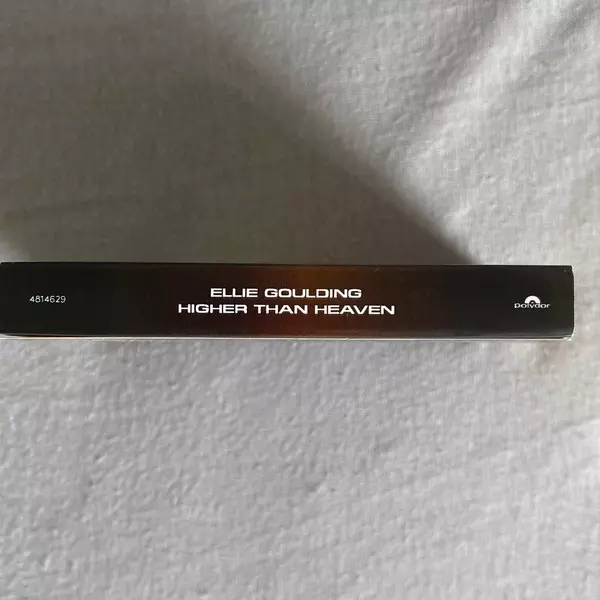 4814629
ELLIE GOULDING
HIGHER THAN HEAVEN
polydor